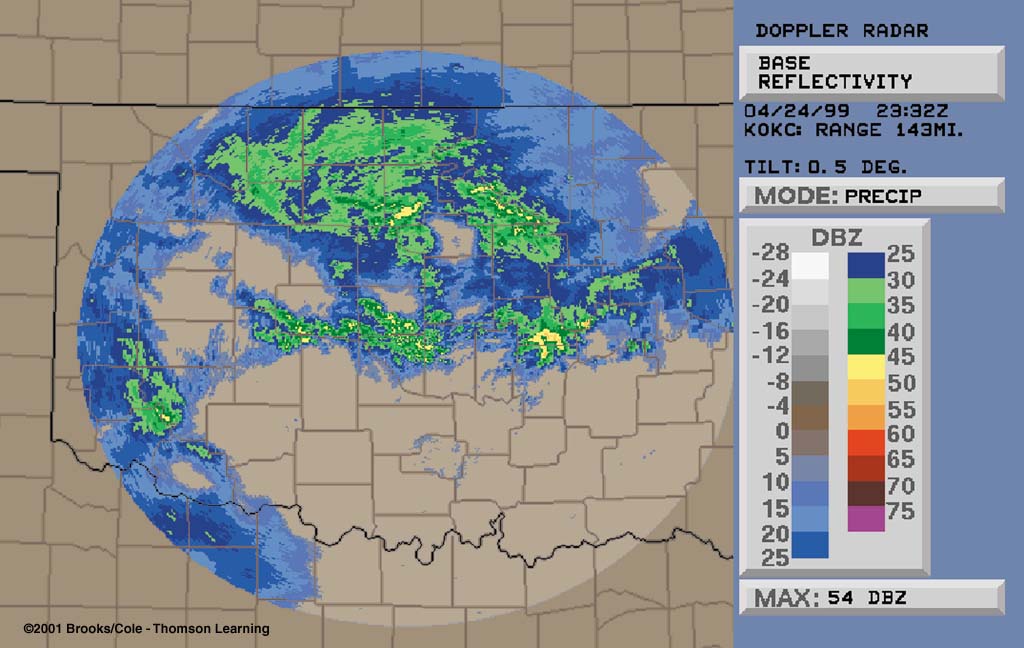 DOPPLER RADAR
BASE
REFLECTIVITY
04/24/99 23:32Z
KOKC: RANGE 143MI.
TILT: 0.5 DEG.
MODE: PRECIP
DBZ
-28 25
-24 30
-20 35
-16 40
-12 45
-8 50
-4 55
0 60
5 65
10 70
15 75
20
25
MAX: 54 DBZ
©2001 Brooks/Cole - Thomson Learning